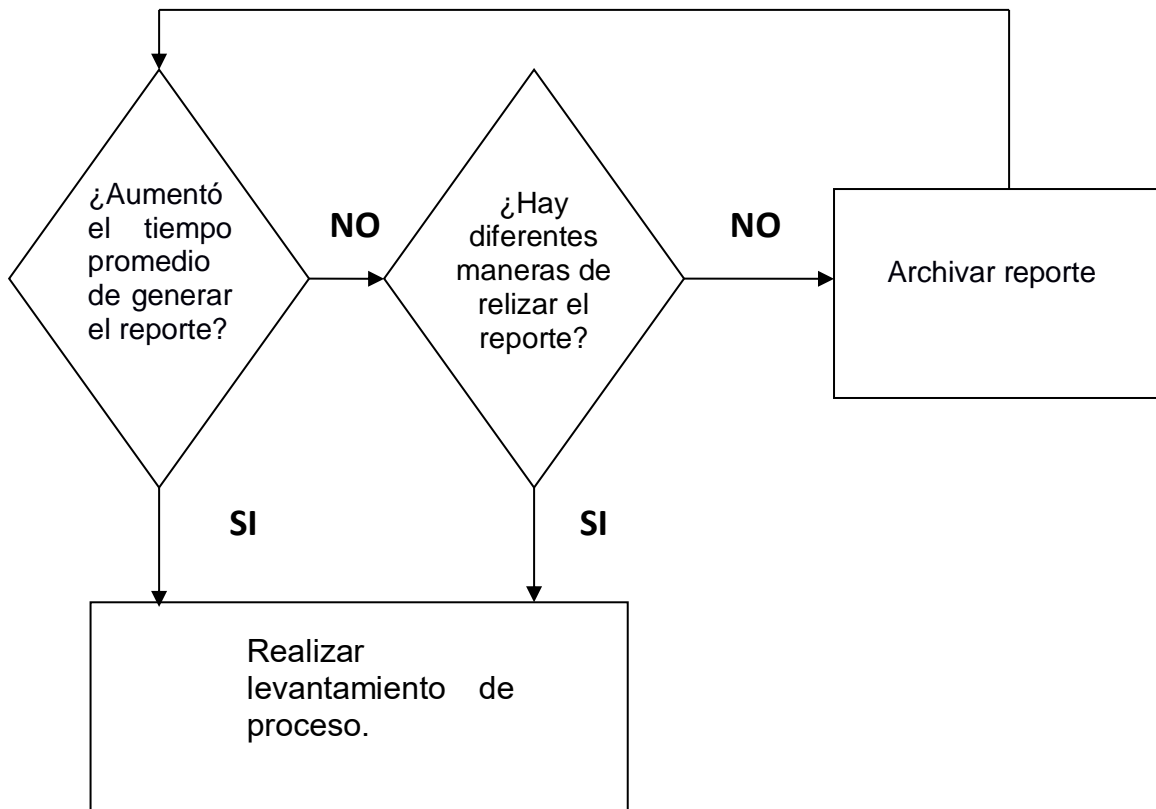 ¿Aumentó
el tiempo
promedio
de generar
el reporte?
NO
¿Hay
diferentes
maneras de
relizar el
reporte?
NO
Archivar reporte
SI
SI
Realizar
levantamiento de
proceso.